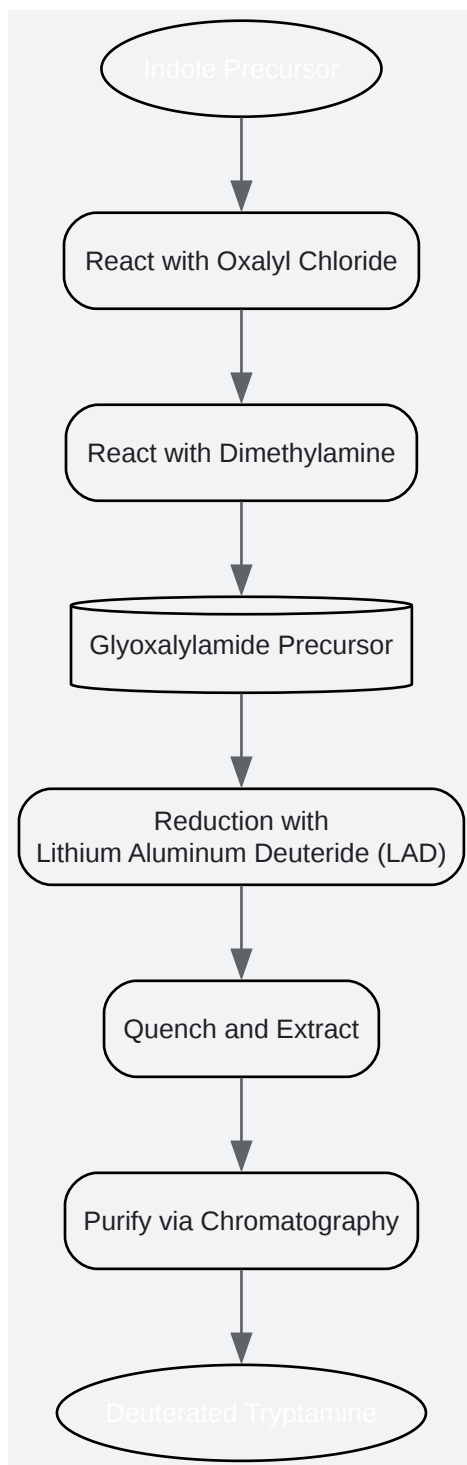 Indole Precursor
React with Oxalyl Chloride
React with Dimethylamine
Glyoxalylamide Precursor
Reduction with
Lithium Aluminum Deuteride (LAD)
Quench and Extract
Purify via Chromatography
Deuterated Tryptamine